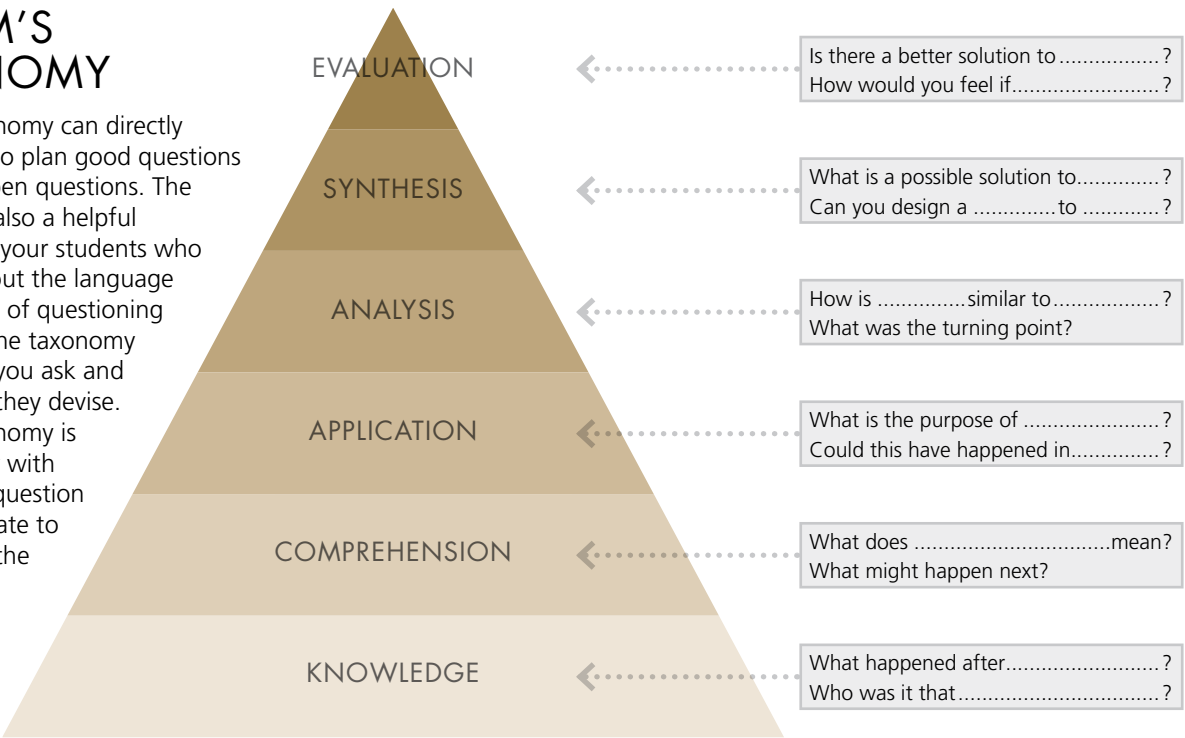 M'S
NOMY
nomy can directly
o plan good questions
pen questions. The
also a helpful
your students who
out the language
of questioning
he taxonomy
you ask and
they devise.
nomy is
with
question
ate to
the
EVALUATION
Is there a better solution to.................?
How would you feel if.........................?
SYNTHESIS
What is a possible solution to..............?
Can you design a ..............to .............?
ANALYSIS
How is ...............similar to..................?
What was the turning point?
APPLICATION
What is the purpose of .......................?
Could this have happened in...............?
COMPREHENSION
What does .................................mean?
What might happen next?
KNOWLEDGE
What happened after..........................?
Who was it that..................................?